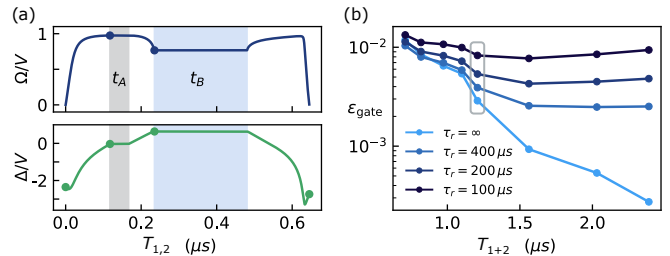 (a)
Ω/V
1
0
t_A
t_B
Δ/V
0
-2
0.0 0.2 0.4 0.6
T_{1,2} (μs)
(b)
10^{-2}
ε_gate
10^{-3}
τ_r = ∞
τ_r = 400 μs
τ_r = 200 μs
τ_r = 100 μs
1.0 1.5 2.0
T_{1+2} (μs)